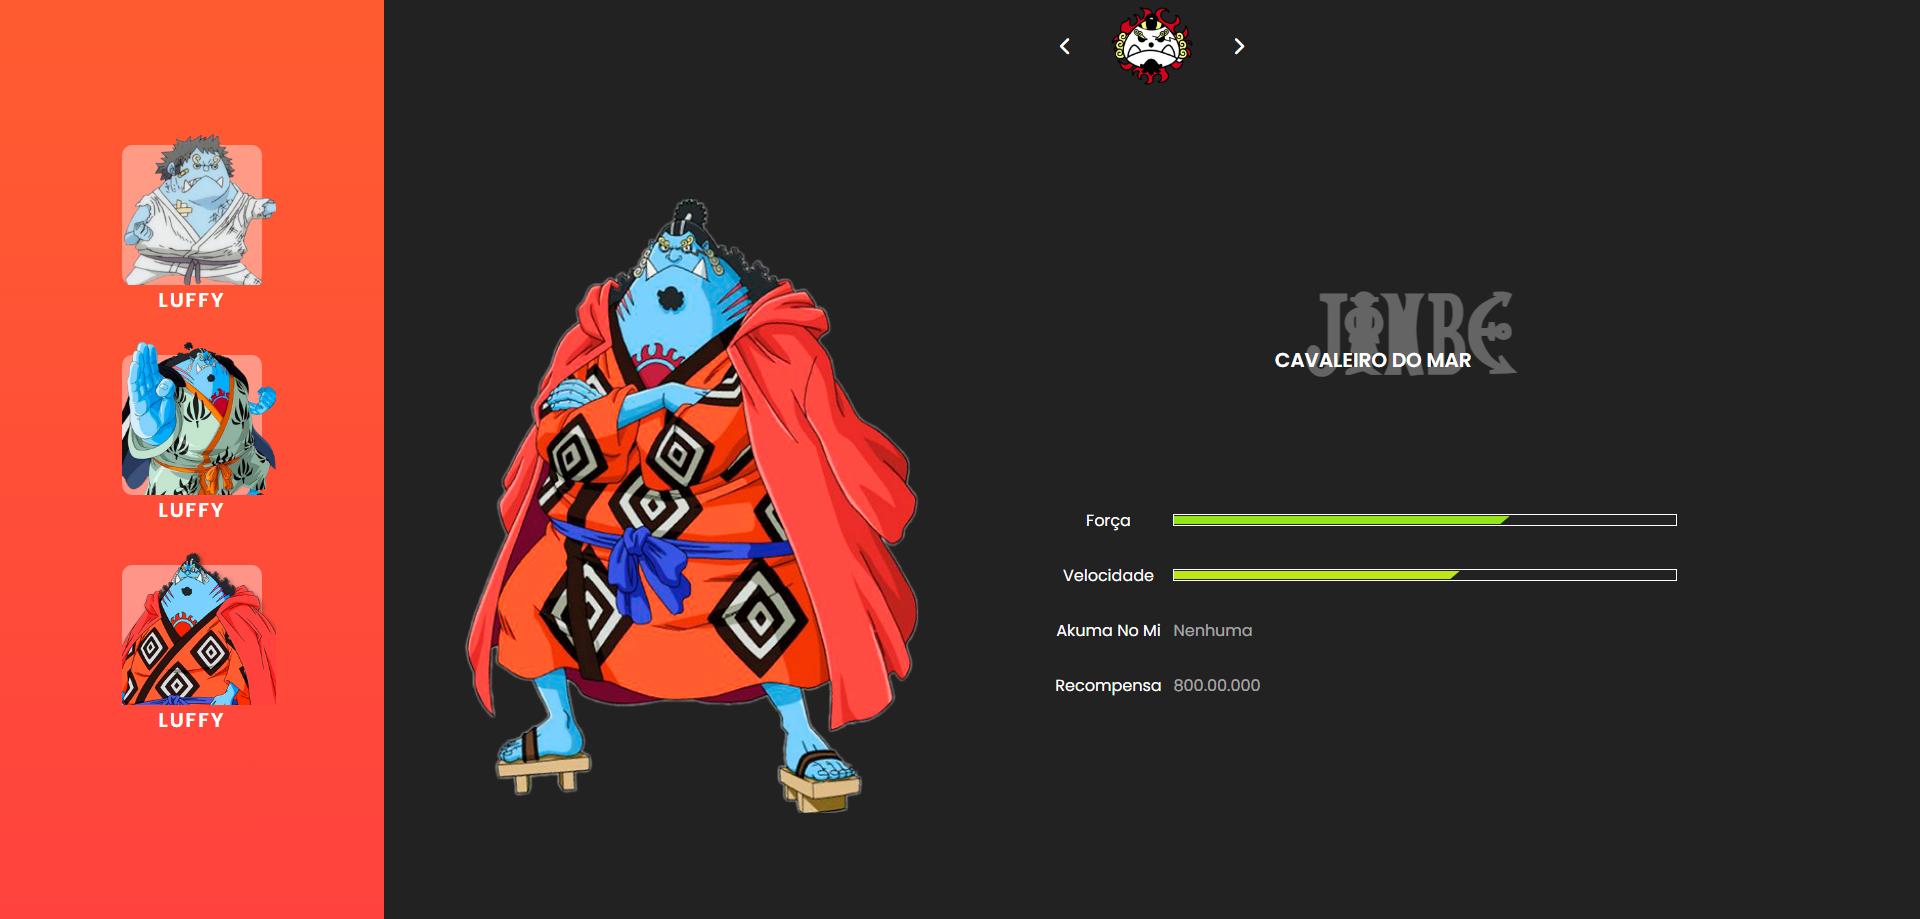 LUFFY
LUFFY
LUFFY
JINBE
CAVALEIRO DO MAR
Força
Velocidade
Akuma No Mi Nenhuma
Recompensa 800.00.000